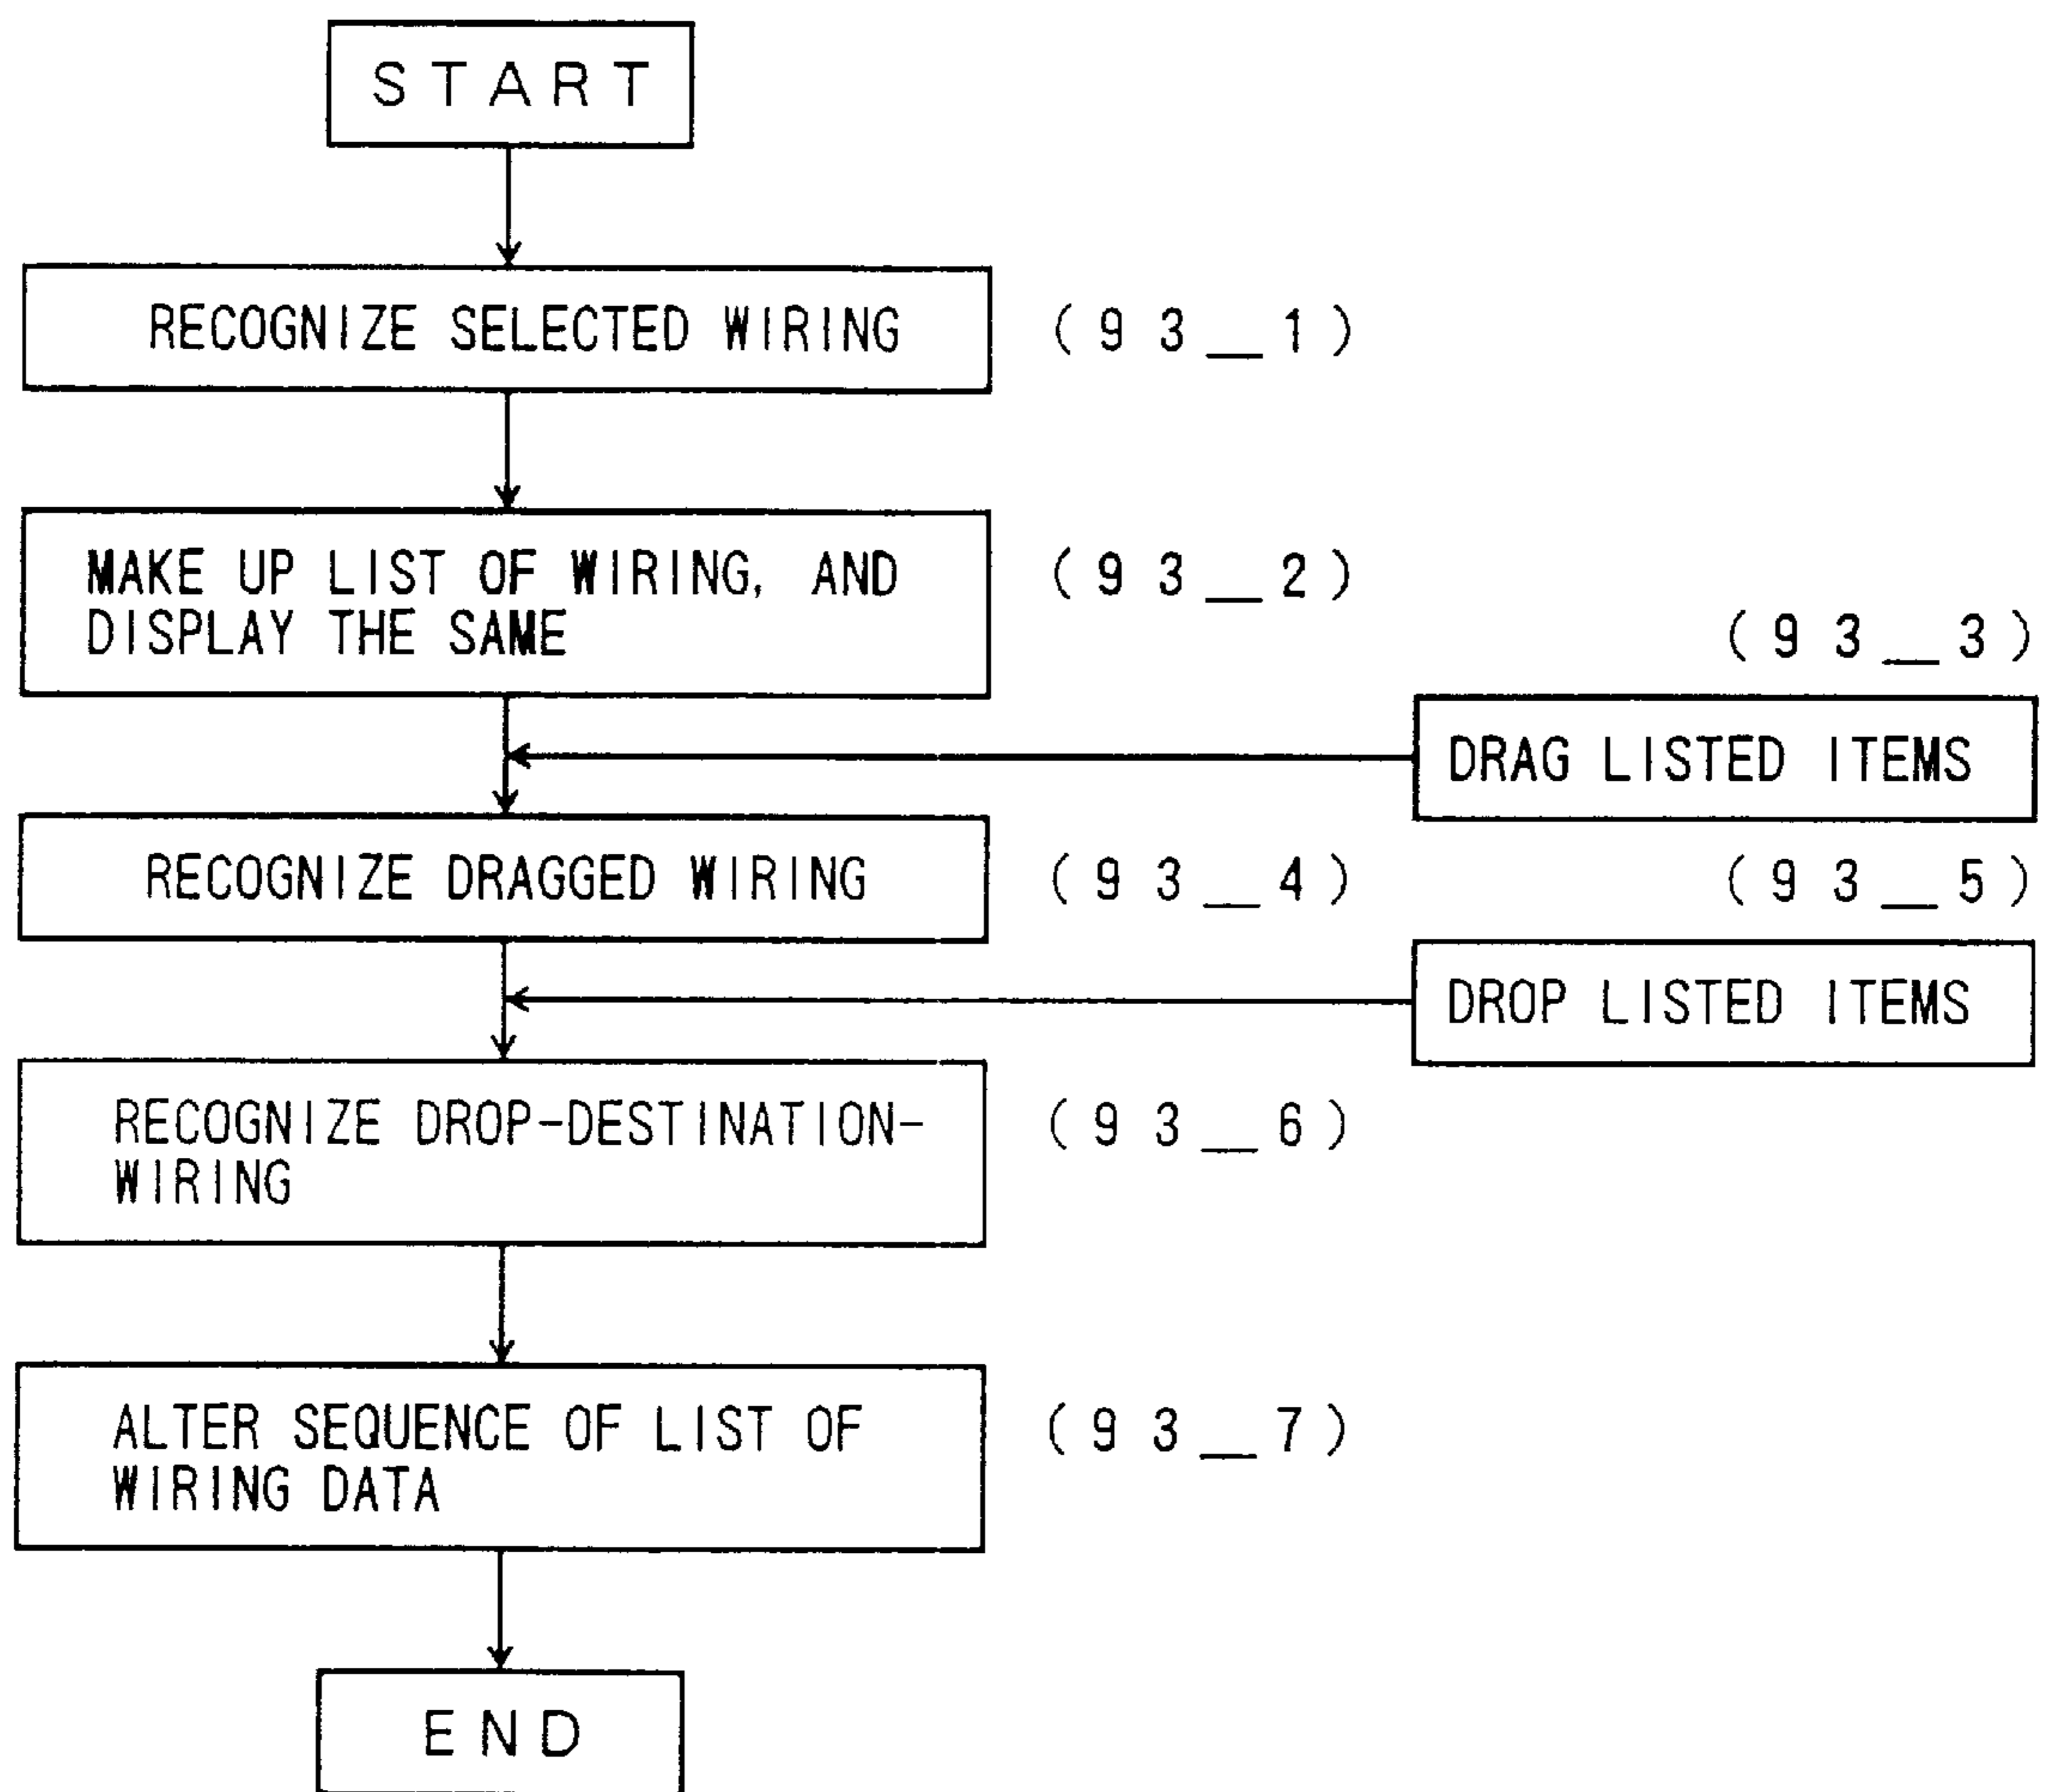 START
RECOGNIZE SELECTED WIRING (93_1)
MAKE UP LIST OF WIRING, AND (93_2)
DISPLAY THE SAME
(93_3)
DRAG LISTED ITEMS
RECOGNIZE DRAGGED WIRING (93_4)
(93_5)
DROP LISTED ITEMS
RECOGNIZE DROP-DESTINATION- (93_6)
WIRING
ALTER SEQUENCE OF LIST OF (93_7)
WIRING DATA
END